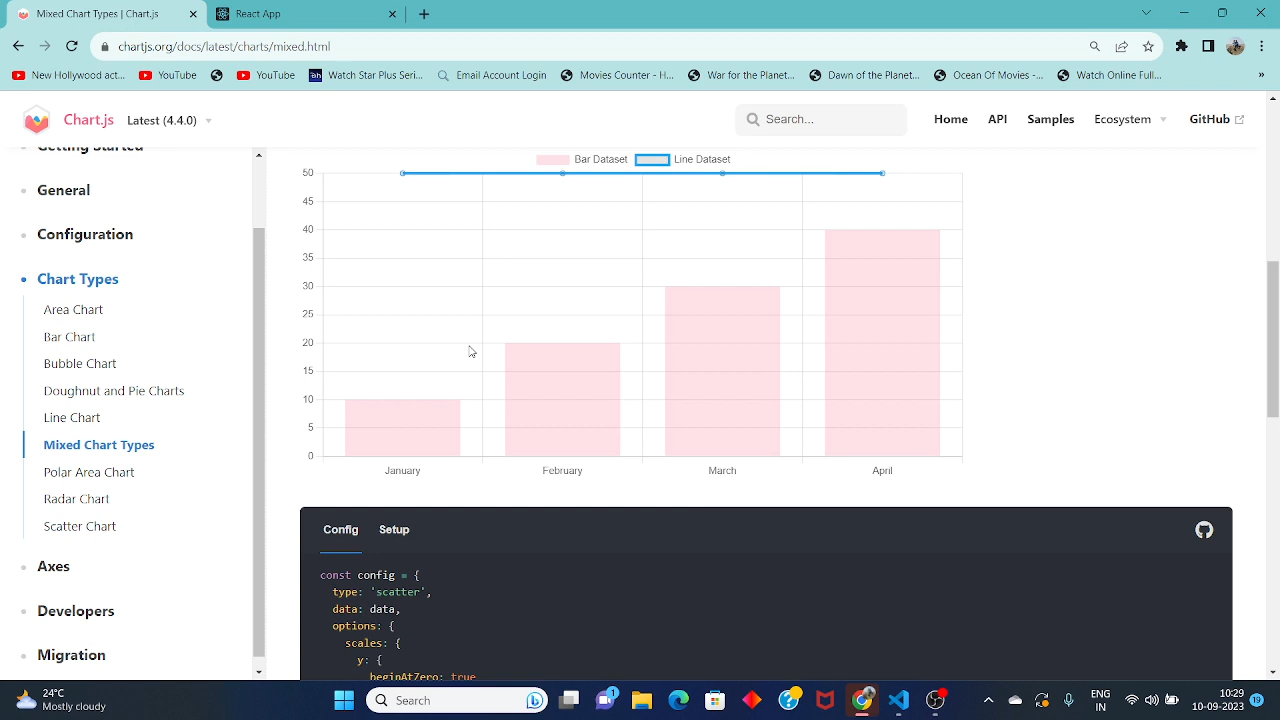 Mixed Chart Types | Chart.js
React App
chartjs.org/docs/latest/charts/mixed.html
New Hollywood act...
YouTube
YouTube
Watch Star Plus Seri...
Email Account Login
Movies Counter - H...
War for the Planet...
Dawn of the Planet...
Ocean Of Movies -...
Watch Online Full...
»
Chart.js
Latest (4.4.0)
Search...
Home
API
Samples
Ecosystem
GitHub
Getting Started
General
Configuration
Chart Types
Area Chart
Bar Chart
Bubble Chart
Doughnut and Pie Charts
Line Chart
Mixed Chart Types
Polar Area Chart
Radar Chart
Scatter Chart
Axes
Developers
Migration
Bar Dataset
Line Dataset
50
45
40
35
30
25
20
15
10
5
0
January
February
March
April
Config
Setup
const config = {
type: 'scatter',
data: data,
options: {
scales: {
y: {
beginAtZero: true
24°C
Mostly cloudy
Search
1
2
ENG
IN
10:29
10-09-2023
19